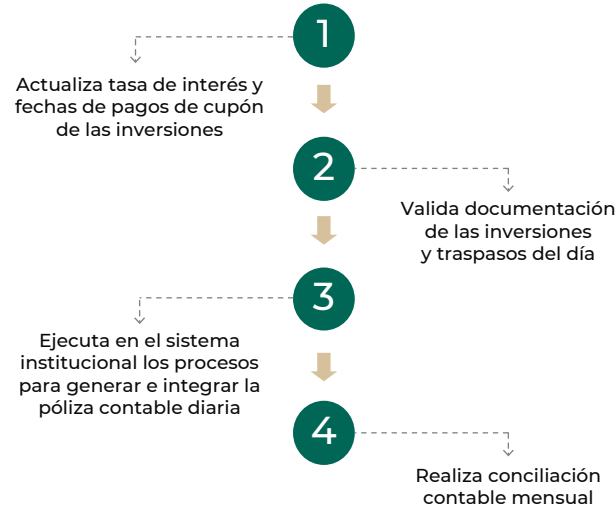 1
Actualiza tasa de interés y
fechas de pagos de cupón
de las inversiones
2
Valida documentación
de las inversiones
y traspasos del día
3
Ejecuta en el sistema
institucional los procesos
para generar e integrar la
póliza contable diaria
4
Realiza conciliación
contable mensual